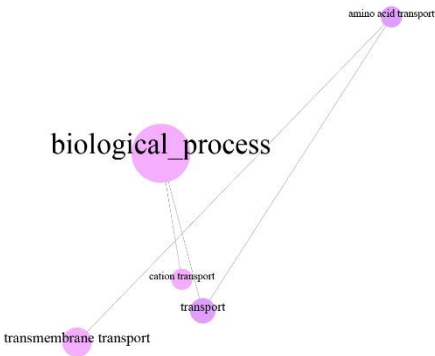 amino acid transport
biological_process
cation transport
transport
transmembrane transport